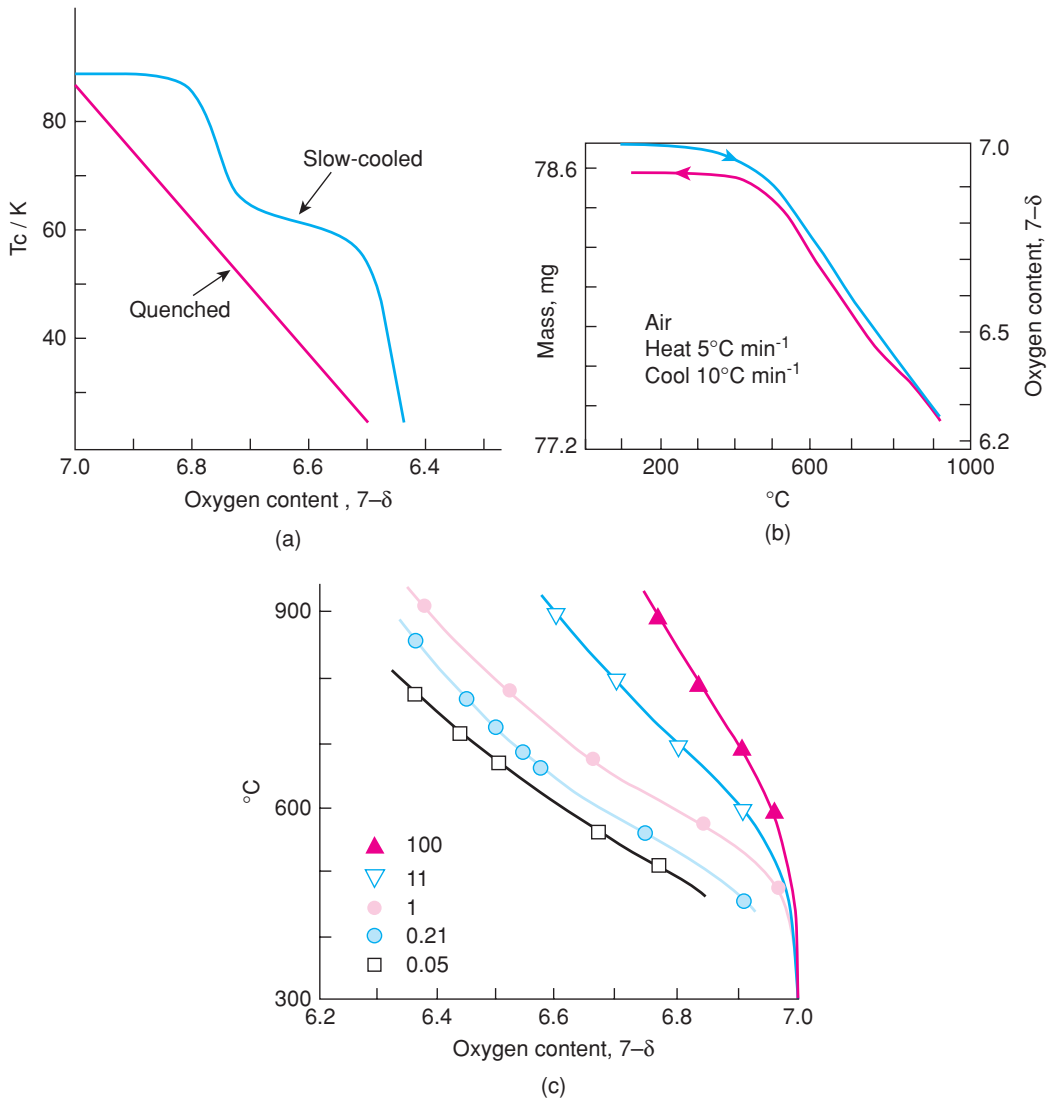 Tc / K
80
60
40
Slow-cooled
Quenched
7.0 6.8 6.6 6.4
Oxygen content , 7–δ
(a)
Mass, mg
78.6
77.2
Air
Heat 5°C min-1
Cool 10°C min-1
7.0
6.5
6.2
Oxygen content, 7–δ
200 600 1000
°C
(b)
°C
900
600
300
100
11
1
0.21
0.05
6.2 6.4 6.6 6.8 7.0
Oxygen content, 7–δ
(c)